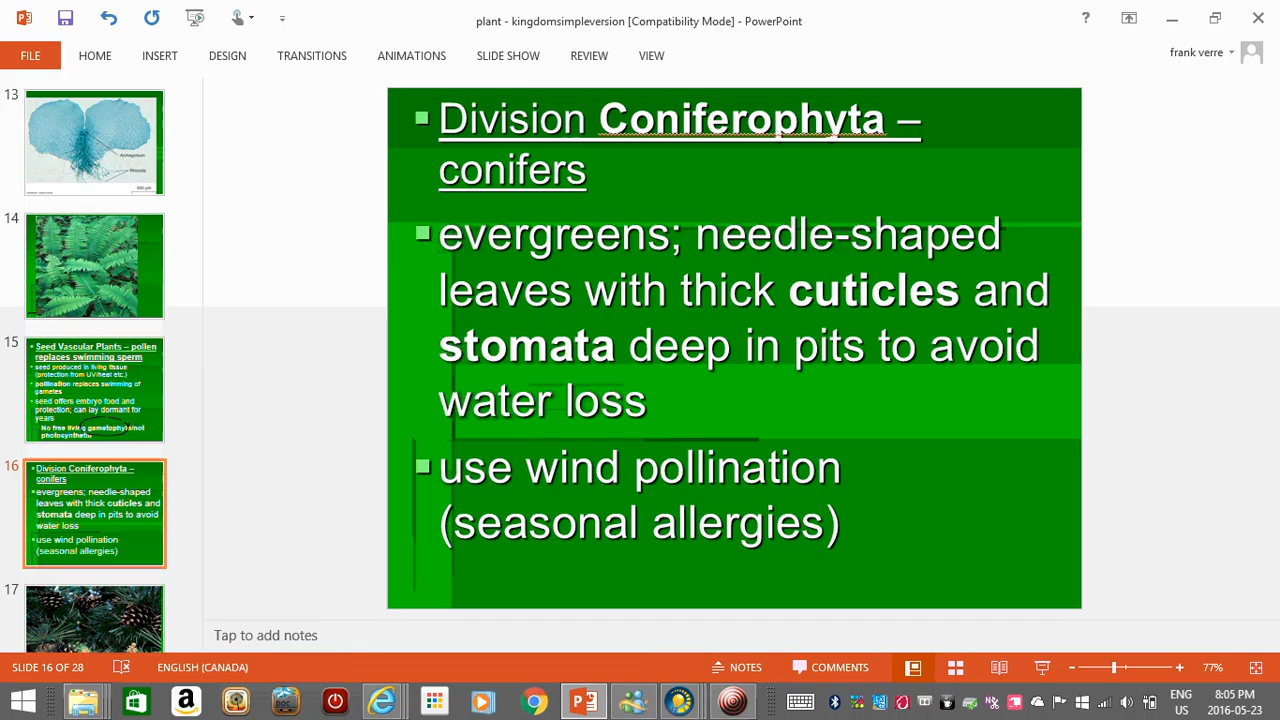 plant - kingdomsimpleversion [Compatibility Mode] - PowerPoint
?
FILE HOME INSERT DESIGN TRANSITIONS ANIMATIONS SLIDE SHOW REVIEW VIEW
frank verre
13
Archegonium
Rhizoids
14
15
Seed Vascular Plants – pollen
replaces swimming sperm
seed produced in living tissue
(protection from UV/heat etc.)
pollination replaces swimming of
gametes
seed offers embryo food and
protection; can lay dormant for
years
No free living gametophyte/not
photosynthetic
16
Division Coniferophyta –
conifers
evergreens; needle-shaped
leaves with thick cuticles and
stomata deep in pits to avoid
water loss
use wind pollination
(seasonal allergies)
17
Division Coniferophyta –
conifers
evergreens; needle-shaped
leaves with thick cuticles and
stomata deep in pits to avoid
water loss
use wind pollination
(seasonal allergies)
Tap to add notes
SLIDE 16 OF 28 ENGLISH (CANADA) NOTES COMMENTS 77%
DOC
ENG 8:05 PM
US 2016-05-23